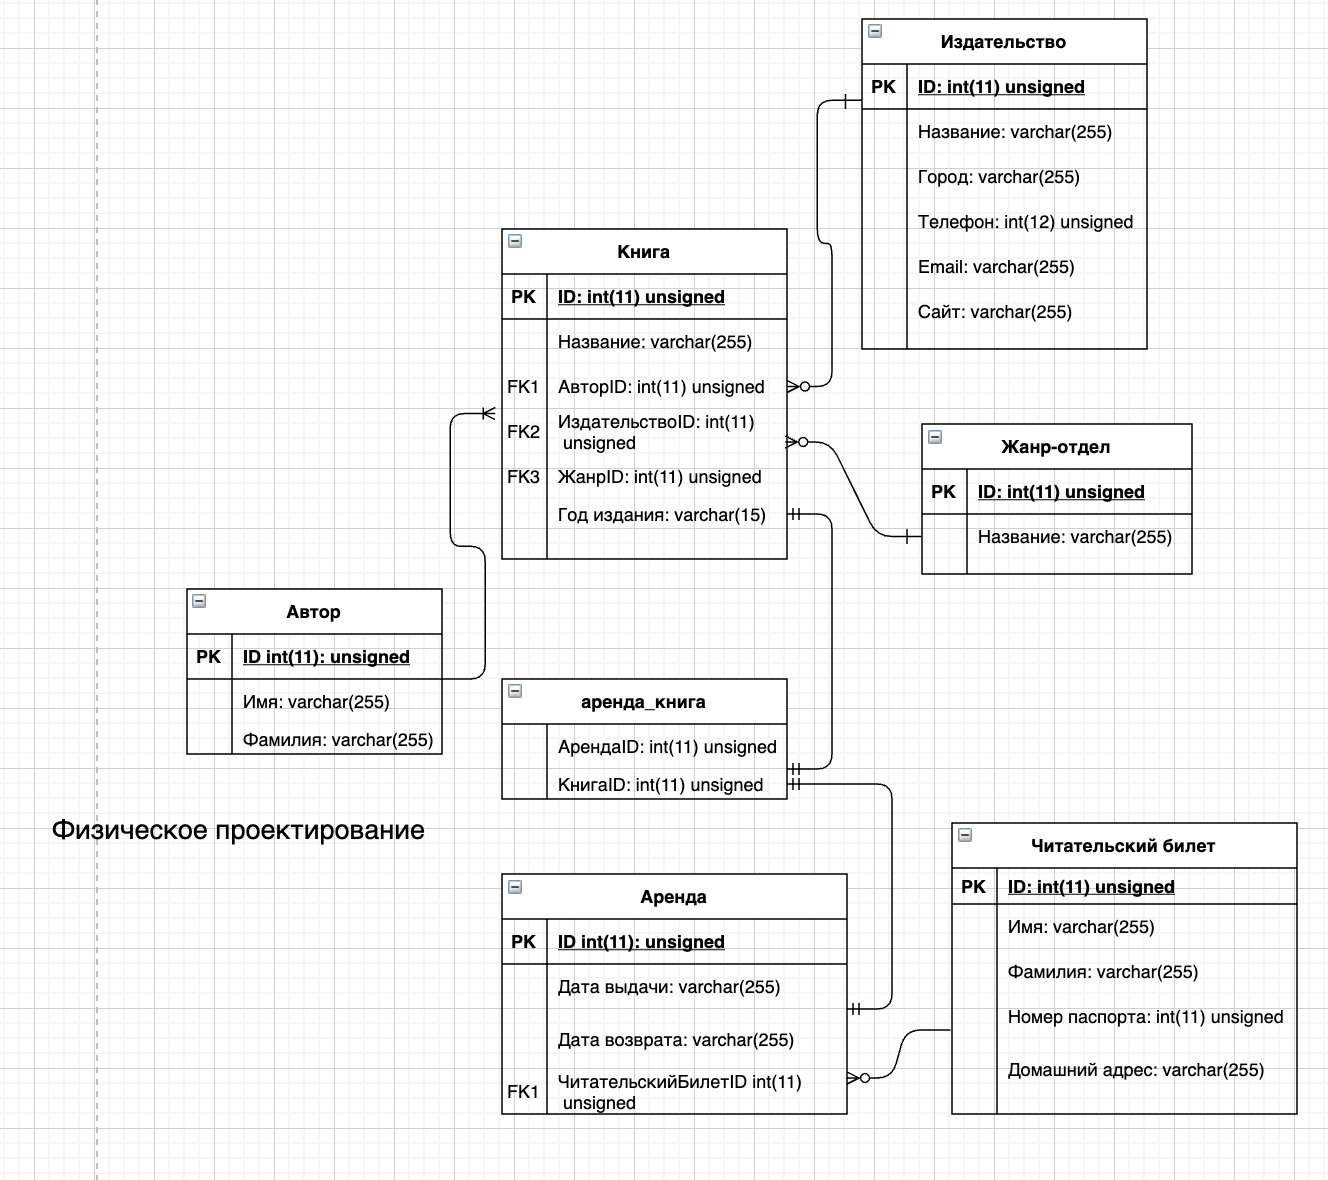 Издательство
PK
ID: int(11) unsigned
Название: varchar(255)
Город: varchar(255)
Телефон: int(12) unsigned
Email: varchar(255)
Сайт: varchar(255)
Книга
PK
ID: int(11) unsigned
Название: varchar(255)
FK1
АвторID: int(11) unsigned
FK2
ИздательствоID: int(11)
unsigned
FK3
ЖанрID: int(11) unsigned
Год издания: varchar(15)
Жанр-отдел
PK
ID: int(11) unsigned
Название: varchar(255)
Автор
PK
ID int(11): unsigned
Имя: varchar(255)
Фамилия: varchar(255)
аренда_книга
АрендаID: int(11) unsigned
КнигаID: int(11) unsigned
Физическое проектирование
Аренда
PK
ID int(11): unsigned
Дата выдачи: varchar(255)
Дата возврата: varchar(255)
FK1
ЧитательскийБилетID int(11)
unsigned
Читательский билет
PK
ID: int(11) unsigned
Имя: varchar(255)
Фамилия: varchar(255)
Номер паспорта: int(11) unsigned
Домашний адрес: varchar(255)